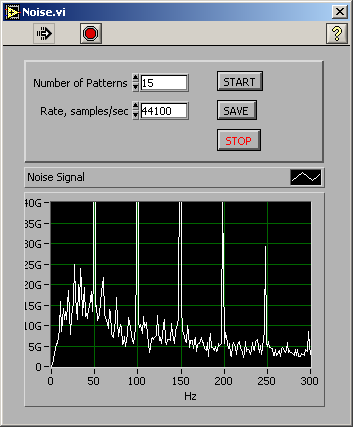 Noise.vi
?
Number of Patterns 15 START
Rate, samples/sec 44100 SAVE
STOP
Noise Signal
40G
35G
30G
25G
20G
15G
10G
5G
0
0 50 100 150 200 250 300
Hz